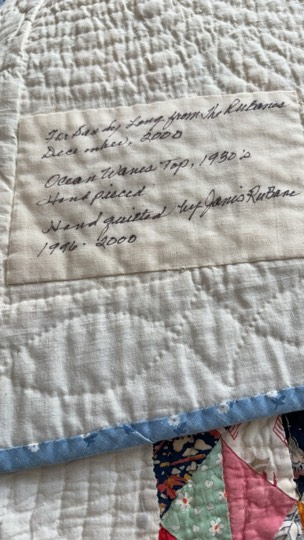 For Sandy Long from The RuBanes
December, 2000
Ocean Waves Top, 1930's
Hand pieced
Hand quilted by Janis RuBane
1996-2000